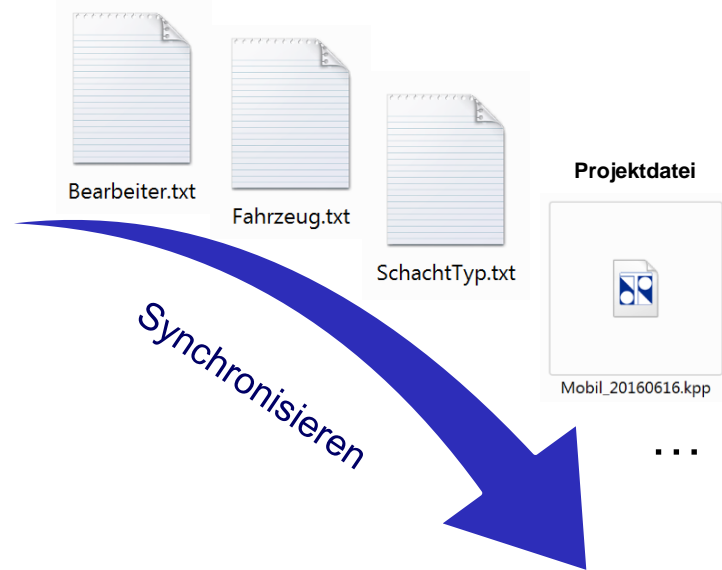 Bearbeiter.txt
Fahrzeug.txt
SchachtTyp.txt
Projektdatei
Mobil_20160616.kpp
Synchronisieren
...